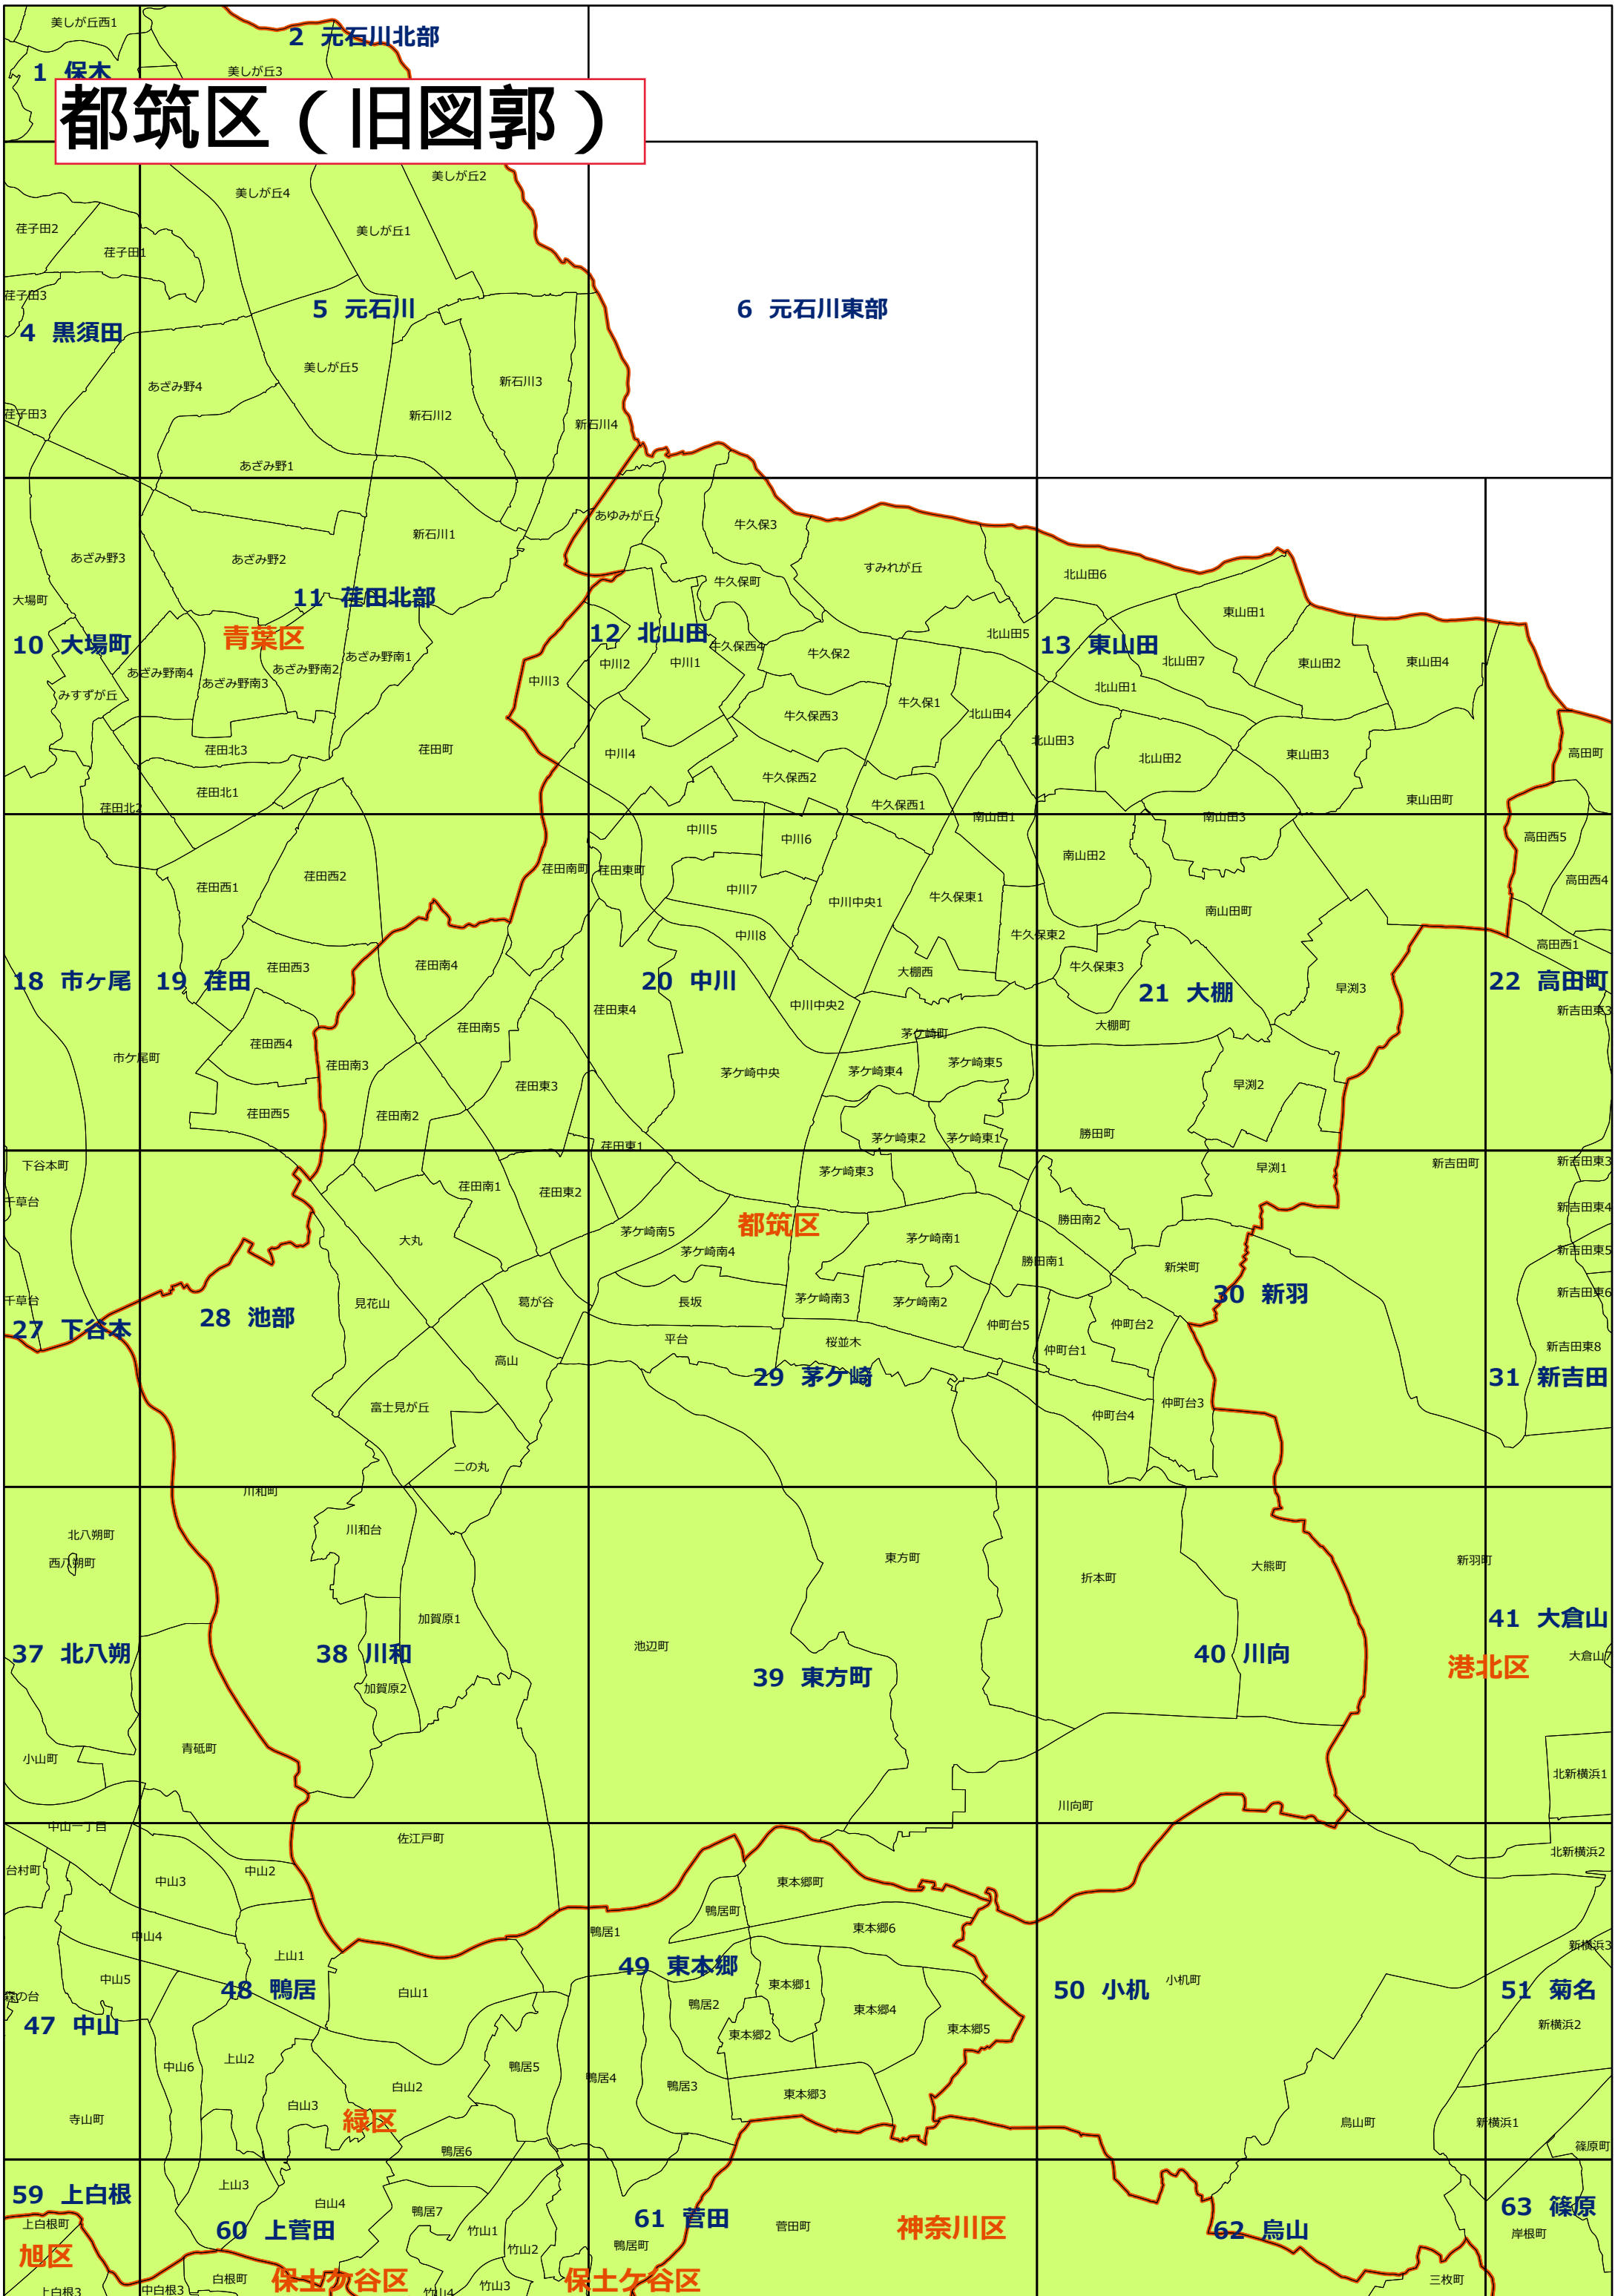 美しが丘西1
2 元石川北部
1 保木
美しが丘3
都筑区（旧図郭）
美しが丘2
美しが丘4
荏子田2
美しが丘1
荏子田1
荏子田3
5 元石川
6 元石川東部
4 黒須田
美しが丘5
新石川3
あざみ野4
荏子田3
新石川2
新石川4
あざみ野1
あゆみが丘
牛久保3
新石川1
あざみ野3
あざみ野2
すみれが丘
北山田6
牛久保町
大場町
11 荏田北部
東山田1
12 北山田
北山田5
青葉区
10 大場町
牛久保西4
13 東山田
あざみ野南1
牛久保2
中川2
中川1
北山田7
東山田2
東山田4
あざみ野南4
あざみ野南3
あざみ野南2
中川3
北山田1
みすずが丘
牛久保西3
牛久保1
北山田4
荏田北3
荏田町
中川4
北山田3
北山田2
東山田3
高田町
牛久保西2
荏田北1
荏田北2
牛久保西1
東山田町
南山田1
南山田3
中川5
中川6
高田西5
南山田2
荏田南町
荏田東町
荏田西2
荏田西1
中川7
高田西4
中川中央1
牛久保東1
南山田町
中川8
牛久保東2
高田西1
荏田西3
荏田南4
牛久保東3
大棚西
18 市ヶ尾
19 荏田
20 中川
21 大棚
早渕3
22 高田町
中川中央2
荏田東4
新吉田東3
荏田南5
大棚町
茅ケ崎町
荏田西4
市ケ尾町
荏田南3
茅ケ崎中央
茅ケ崎東4
茅ケ崎東5
荏田東3
早渕2
荏田西5
荏田南2
茅ケ崎東2
茅ケ崎東1
勝田町
荏田東1
下谷本町
茅ケ崎東3
早渕1
新吉田町
新吉田東3
荏田南1
荏田東2
千草台
新吉田東4
都筑区
勝田南2
茅ケ崎南5
大丸
茅ケ崎南4
茅ケ崎南1
新吉田東5
勝田南1
新栄町
30 新羽
新吉田東6
千草台
見花山
葛が谷
長坂
茅ケ崎南3
茅ケ崎南2
28 池部
27 下谷本
仲町台5
仲町台2
平台
桜並木
新吉田東8
仲町台1
高山
29 茅ケ崎
31 新吉田
富士見が丘
仲町台4
仲町台3
二の丸
川和町
川和台
北八朔町
西八朔町
東方町
新羽町
大熊町
折本町
加賀原1
41 大倉山
池辺町
37 北八朔
38 川和
40 川向
大倉山7
港北区
39 東方町
加賀原2
青砥町
小山町
北新横浜1
川向町
中山一丁目
佐江戸町
北新横浜2
台村町
中山2
中山3
東本郷町
鴨居町
鴨居1
東本郷6
中山4
新横浜3
上山1
49 東本郷
中山5
48 鴨居
白山1
東本郷1
50 小机
小机町
51 菊名
森の台
鴨居2
東本郷4
47 中山
東本郷2
東本郷5
新横浜2
上山2
中山6
鴨居5
鴨居4
鴨居3
白山2
東本郷3
白山3
寺山町
緑区
鳥山町
新横浜1
篠原町
鴨居6
上山3
59 上白根
白山4
鴨居7
63 篠原
61 菅田
上白根町
60 上菅田
竹山1
菅田町
神奈川区
62 鳥山
岸根町
鴨居町
竹山2
旭区
白根町
保土ケ谷区
保土ケ谷区
三枚町
竹山3
上白根3
中白根3
竹山4